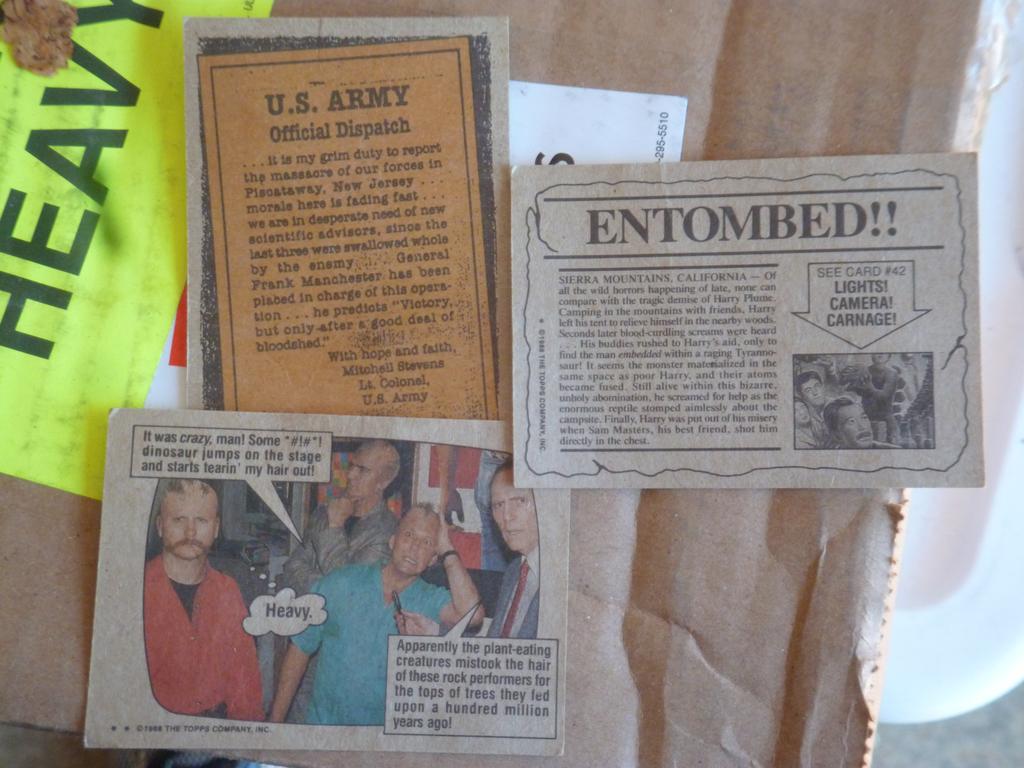 HEAVY
U.S. ARMY
Official Dispatch
. . . it is my grim duty to report
the massacre of our forces in
Piscataway, New Jersey . . .
morale here is fading fast . . .
we are in desperate need of new
scientific advisors, since the
last three were swallowed whole
by the enemy . . . General
Frank Manchester has been
placed in charge of this opera-
tion . . . he predicts "Victory,
but only after a good deal of
bloodshed."
With hope and faith,
Mitchell Stevens
Lt. Colonel,
U.S. Army
S
-295-5510
ENTOMBED!!
SIERRA MOUNTAINS, CALIFORNIA — Of
all the wild horrors happening of late, none can
compare with the tragic demise of Harry Plume.
Camping in the mountains with friends, Harry
left his tent to relieve himself in the nearby woods.
Seconds later blood-curdling screams were heard
. . . His buddies rushed to Harry's aid, only to
find the man embedded within a raging Tyranno-
saur! It seems the monster materialized in the
same space as poor Harry, and their atoms
became fused. Still alive within this bizarre,
unholy abomination, he screamed for help as the
enormous reptile stomped aimlessly about the
campsite. Finally, Harry was put out of his misery
when Sam Masters, his best friend, shot him
directly in the chest.
SEE CARD #42
LIGHTS!
CAMERA!
CARNAGE!
* © 1988 THE TOPPS COMPANY, INC.
It was crazy, man! Some "#!#"!
dinosaur jumps on the stage
and starts tearin' my hair out!
Heavy.
Apparently the plant-eating
creatures mistook the hair
of these rock performers for
the tops of trees they fed
upon a hundred million
years ago!
* * © 1988 THE TOPPS COMPANY, INC.